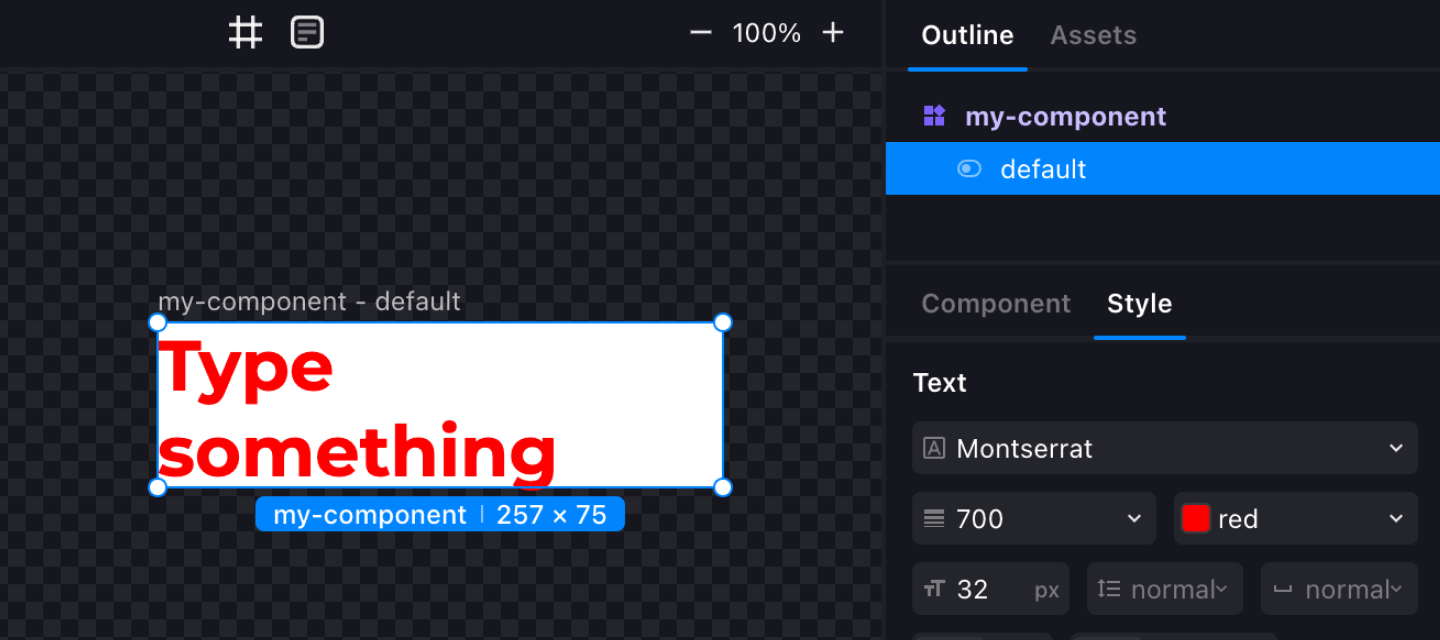 100%
Outline Assets
my-component
default
my-component - default
Type
something
my-component 257 × 75
Component Style
Text
Montserrat
700 red
32 px normal normal